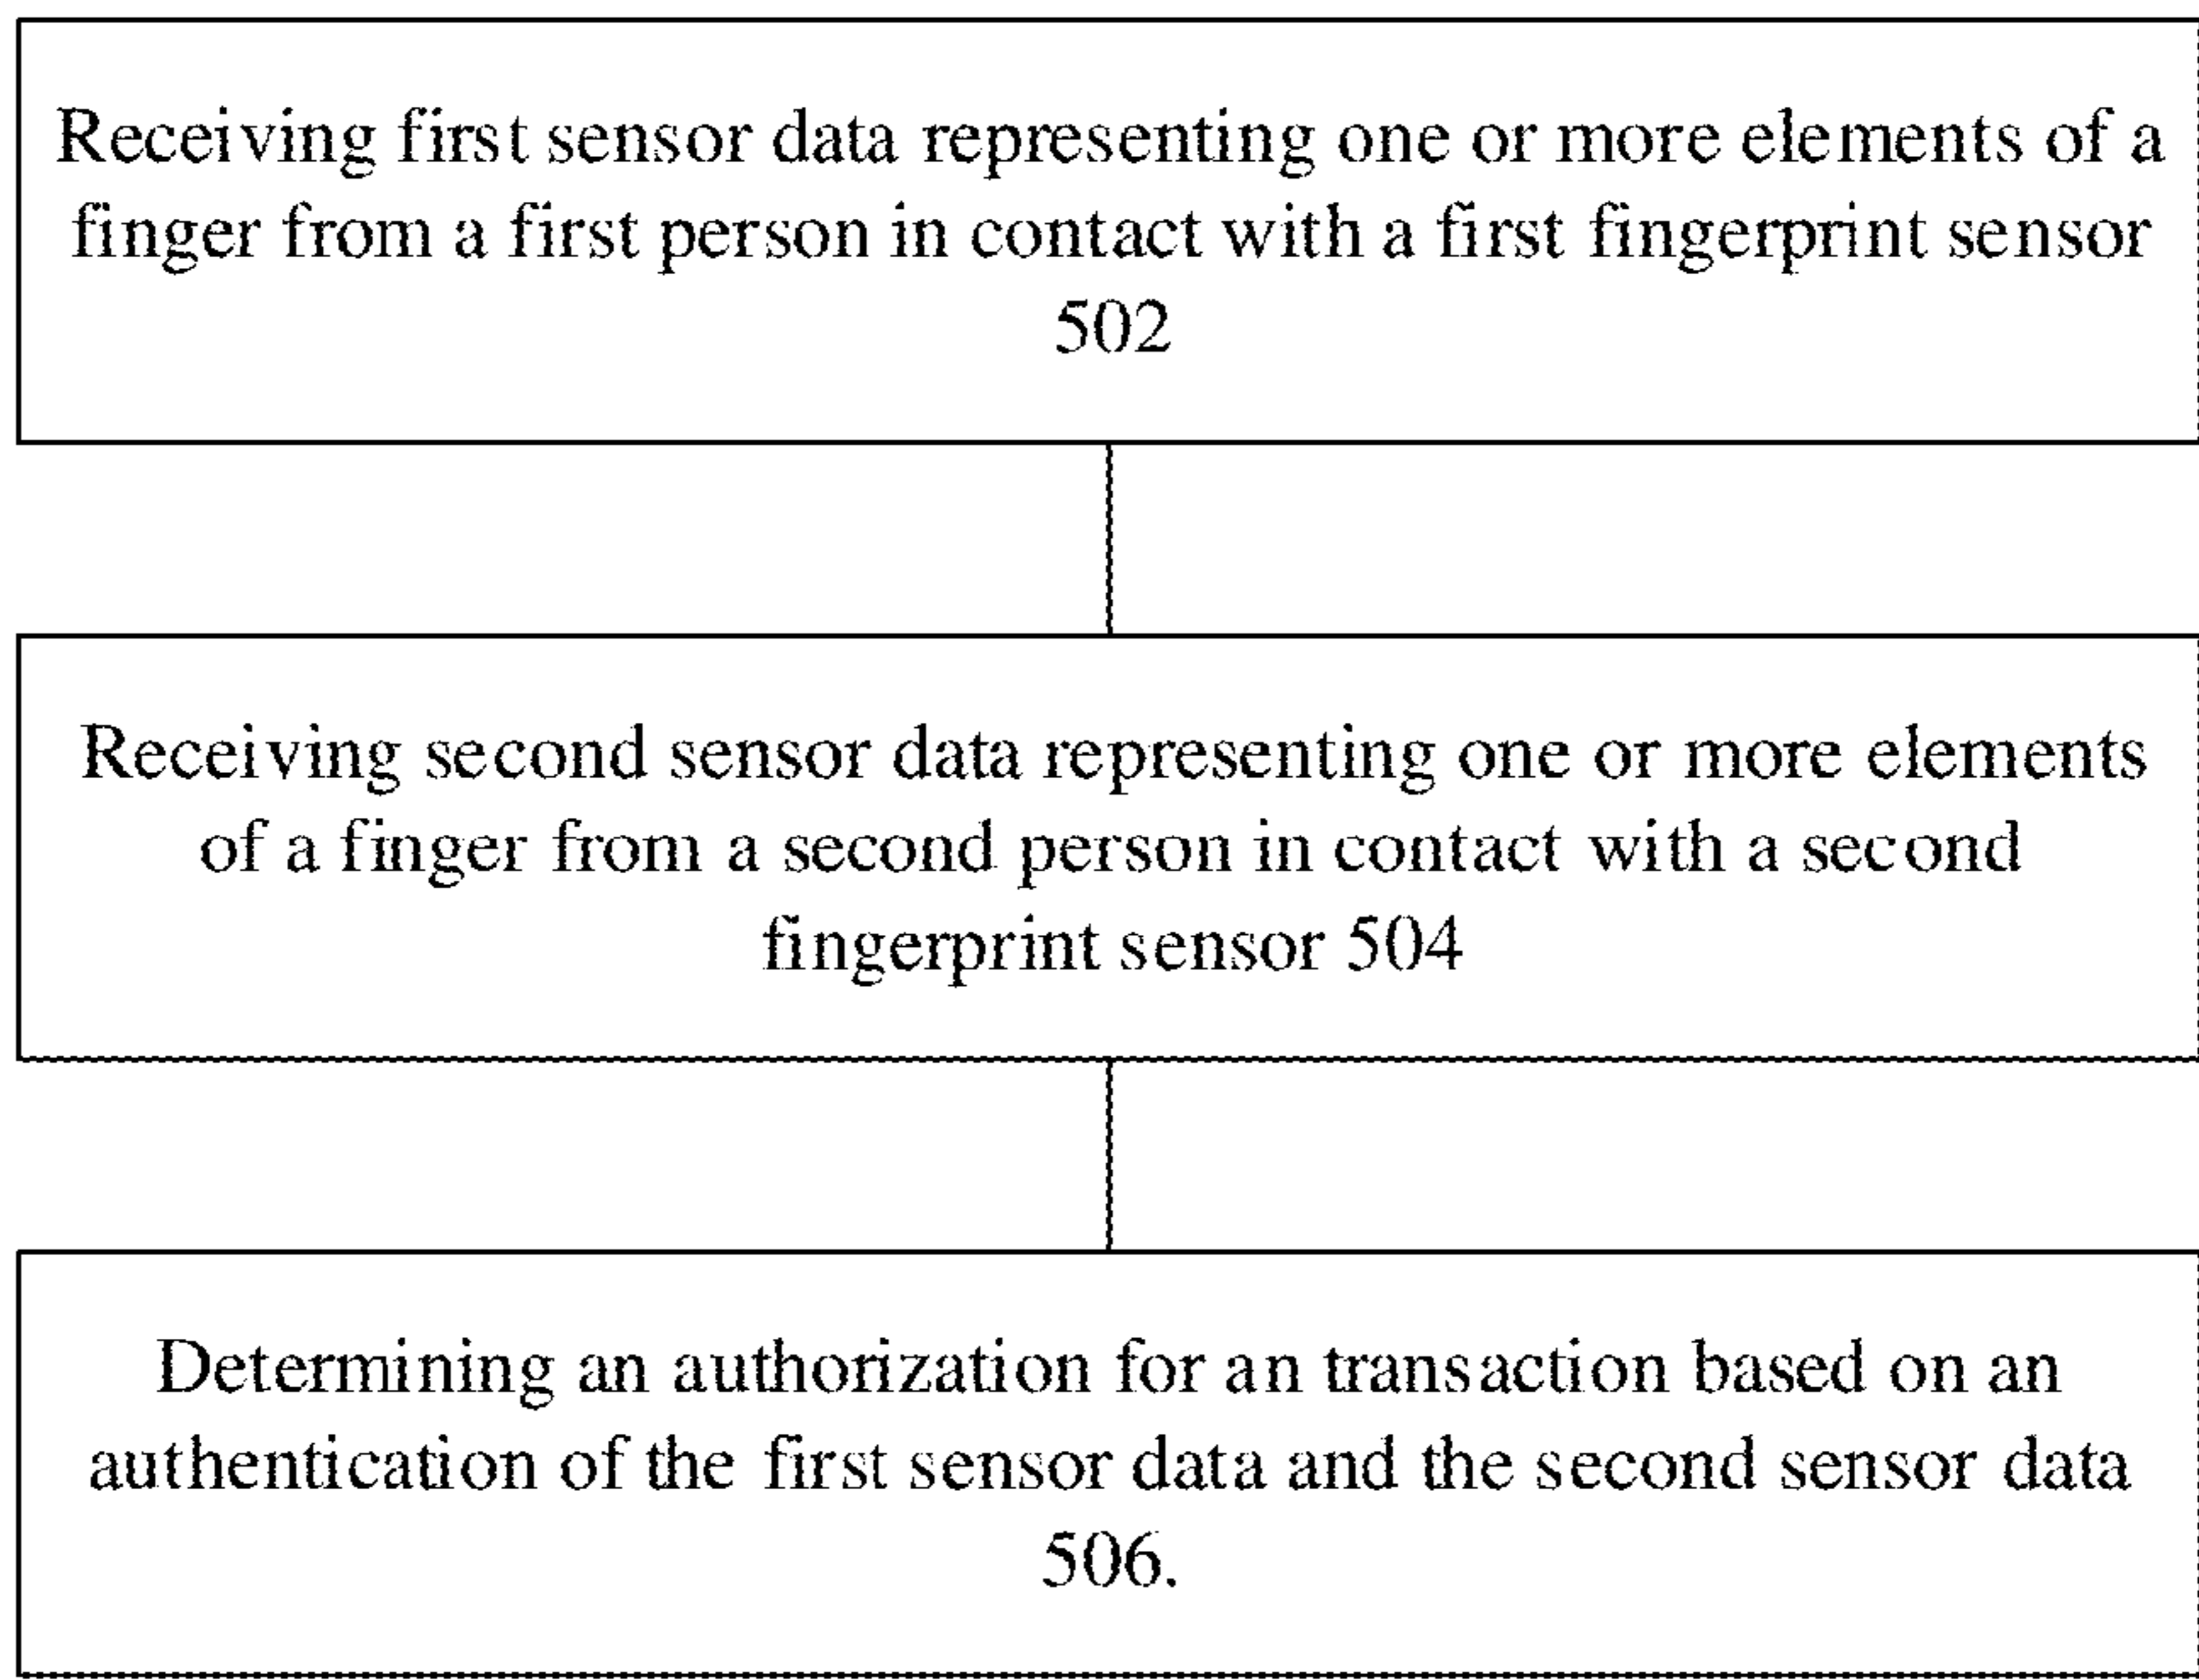 Receiving first sensor data representing one or more elements of a
finger from a first person in contact with a first fingerprint sensor
502
Receiving second sensor data representing one or more elements
of a finger from a second person in contact with a second
fingerprint sensor 504
Determining an authorization for an transaction based on an
authentication of the first sensor data and the second sensor data
506.